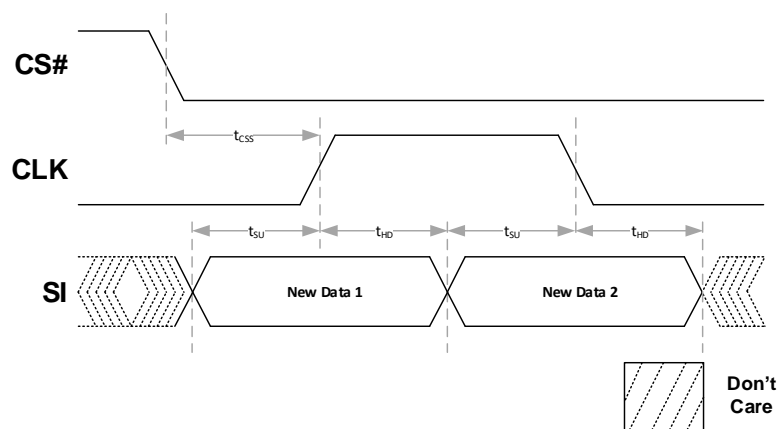 CS#
tCSS
CLK
tSU tHD tSU tHD
SI New Data 1 New Data 2
Don't
Care